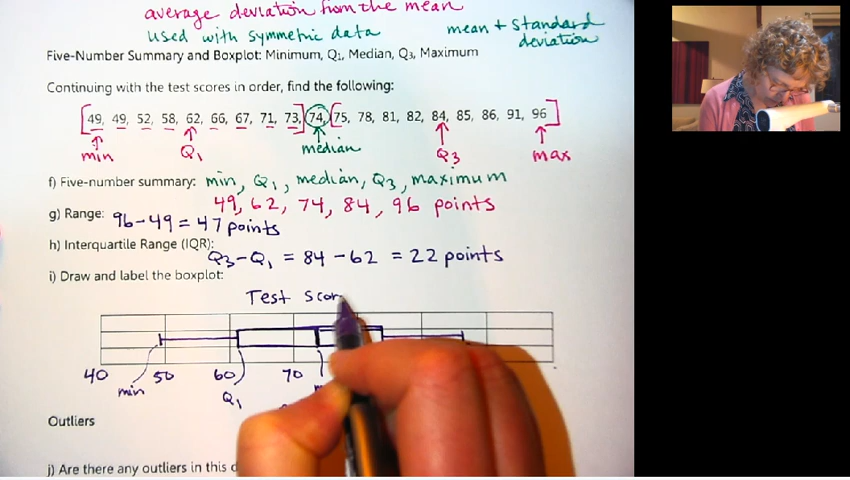 average deviation from the mean
used with symmetric data
mean + standard deviation
Five-Number Summary and Boxplot: Minimum, Q₁, Median, Q₃, Maximum
Continuing with the test scores in order, find the following:
[49, 49, 52, 58, 62, 66, 67, 71, 73,] 74, [75, 78, 81, 82, 84, 85, 86, 91, 96]
min Q₁ median Q₃ max
f) Five-number summary: min, Q₁, median, Q₃, maximum
49, 62, 74, 84, 96 points
g) Range: 96-49 = 47 points
h) Interquartile Range (IQR): Q₃-Q₁ = 84 - 62 = 22 points
i) Draw and label the boxplot:
Test scor
40 50 60 70
min Q₁ m
Outliers
j) Are there any outliers in this d